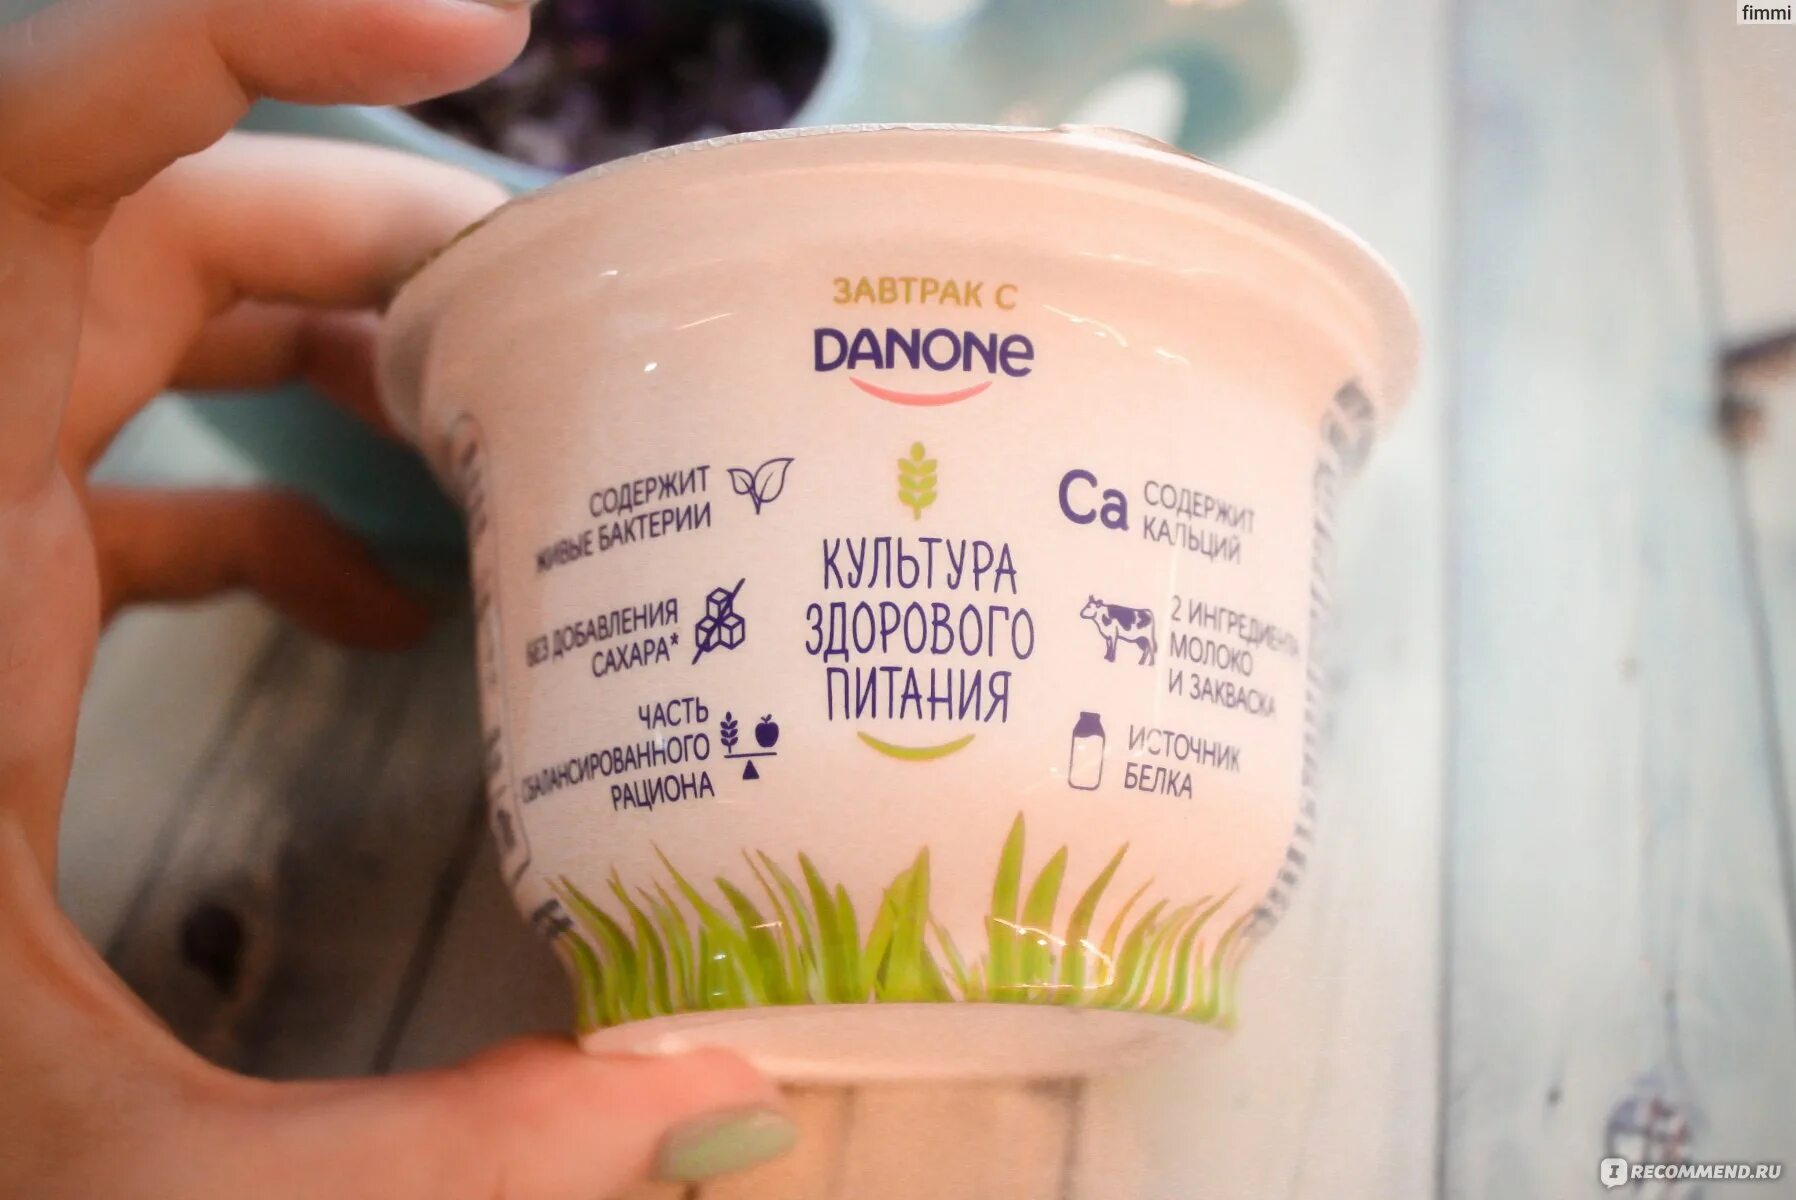 fimmi
ЗАВТРАК С
DANONE
СОДЕРЖИТ
ЖИВЫЕ БАКТЕРИИ
БЕЗ ДОБАВЛЕНИЯ
САХАРА*
ЧАСТЬ
СБАЛАНСИРОВАННОГО
РАЦИОНА
КУЛЬТУРА
ЗДОРОВОГО
ПИТАНИЯ
Ca
СОДЕРЖИТ
КАЛЬЦИЙ
2 ИНГРЕДИЕНТА
МОЛОКО
И ЗАКВАСКА
ИСТОЧНИК
БЕЛКА
IRECOMMEND.RU